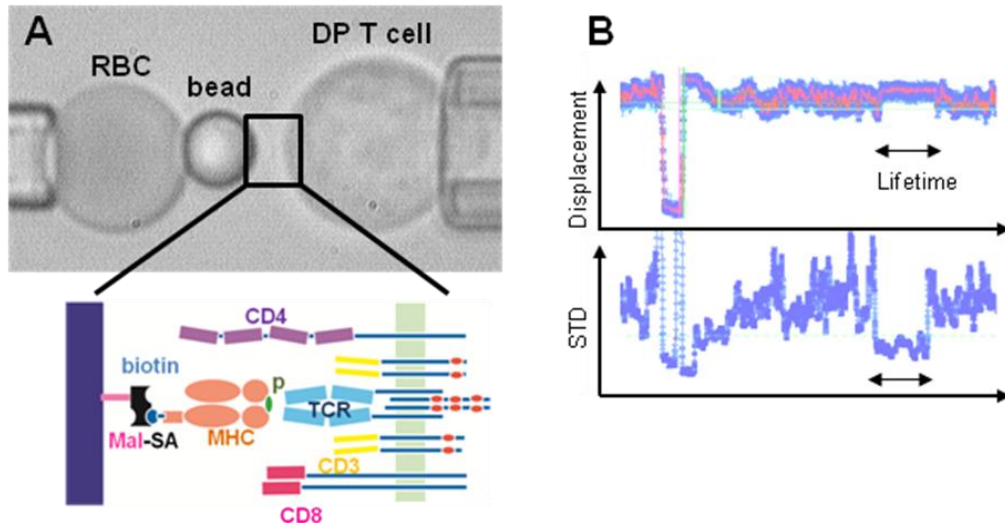 A
RBC
bead
DP T cell
CD4
biotin
p
TCR
MHC
Mal-SA
CD3
CD8
B
Displacement
Lifetime
STD